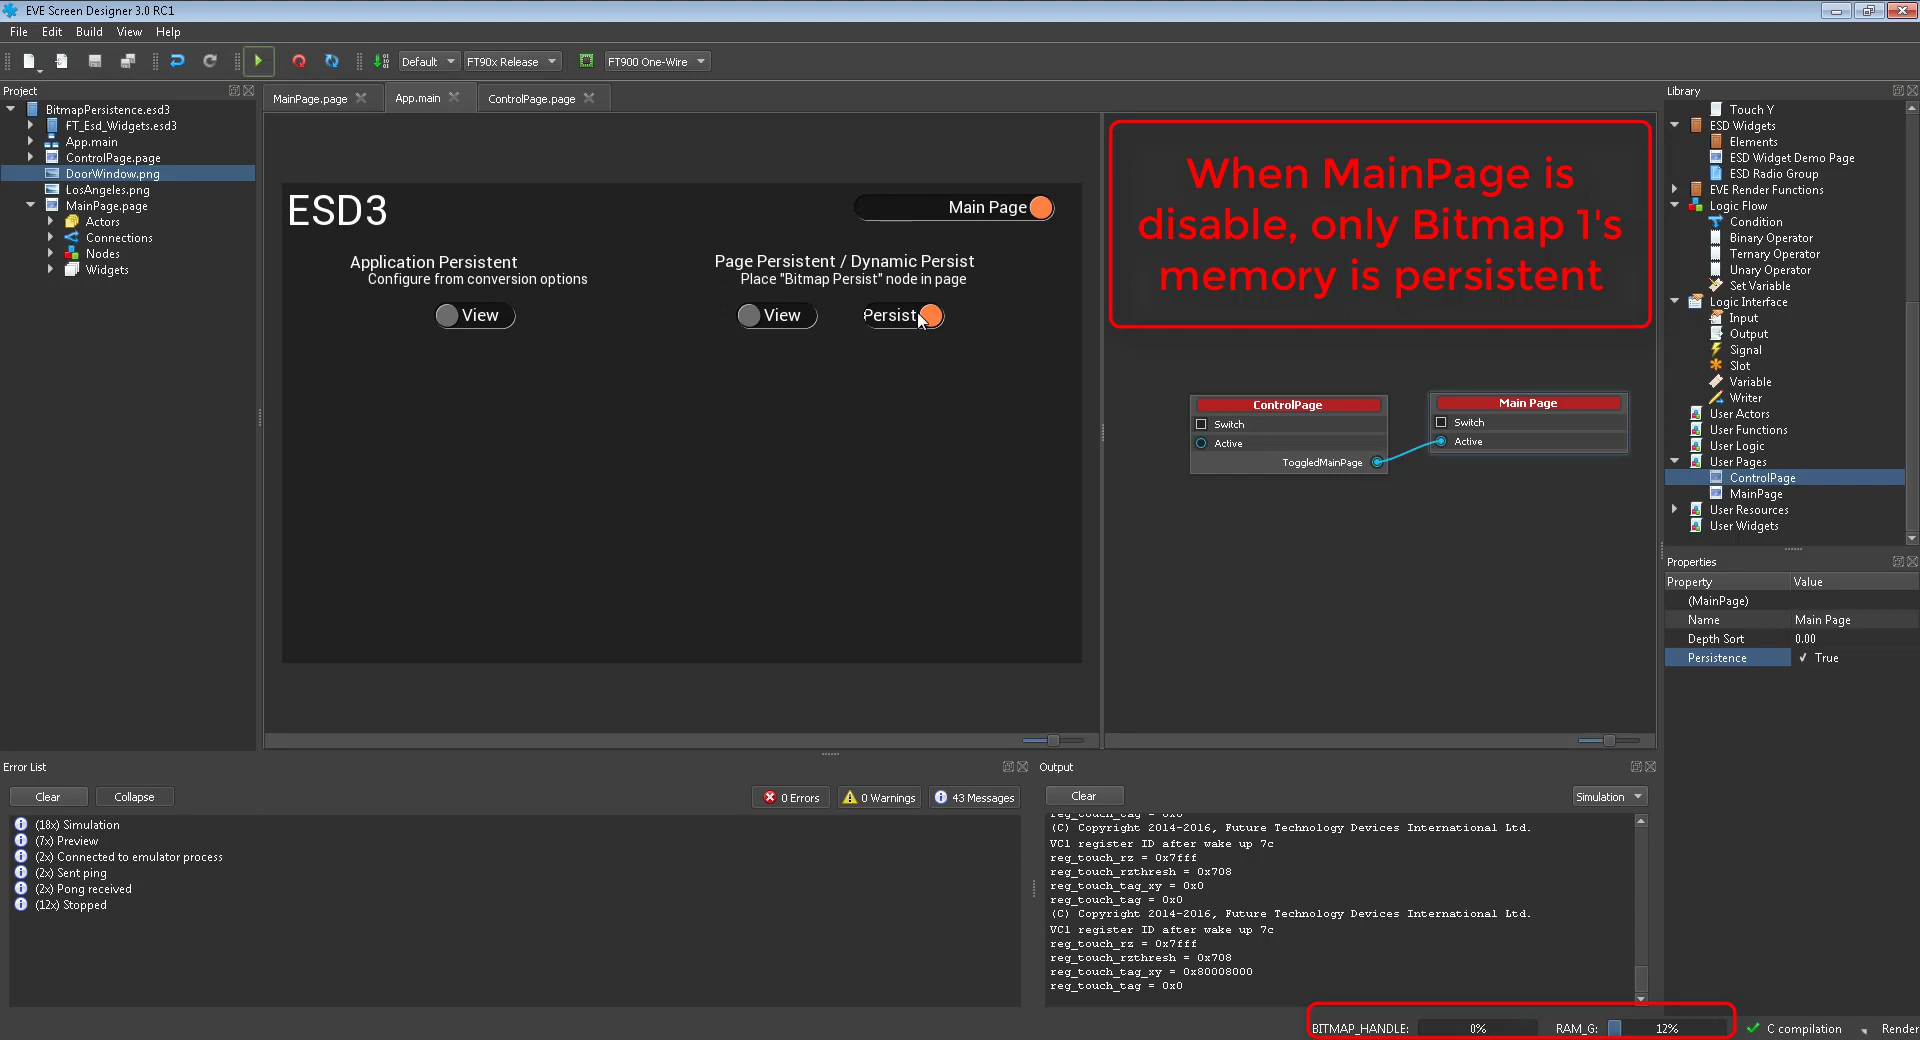 EVE Screen Designer 3.0 RC1
File Edit Build View Help
Default FT90x Release FT900 One-Wire
Project
BitmapPersistence.esd3
FT_Esd_Widgets.esd3
App.main
ControlPage.page
DoorWindow.png
LosAngeles.png
MainPage.page
Actors
Connections
Nodes
Widgets
MainPage.page App.main ControlPage.page
ESD3
Main Page
Application Persistent
Configure from conversion options
View
Page Persistent / Dynamic Persist
Place "Bitmap Persist" node in page
View Persist
When MainPage is
disable, only Bitmap 1's
memory is persistent
ControlPage
Switch
Active
ToggledMainPage
Main Page
Switch
Active
Library
Touch Y
ESD Widgets
Elements
ESD Widget Demo Page
ESD Radio Group
EVE Render Functions
Logic Flow
Condition
Binary Operator
Ternary Operator
Unary Operator
Set Variable
Logic Interface
Input
Output
Signal
Slot
Variable
Writer
User Actors
User Functions
User Logic
User Pages
ControlPage
MainPage
User Resources
User Widgets
Properties
Property Value
(MainPage)
Name Main Page
Depth Sort 0.00
Persistence True
Error List
Clear Collapse 0 Errors 0 Warnings 43 Messages
(18x) Simulation
(7x) Preview
(2x) Connected to emulator process
(2x) Sent ping
(2x) Pong received
(12x) Stopped
Output
Clear Simulation
reg_touch_tag = 0x0
(C) Copyright 2014-2016, Future Technology Devices International Ltd.
VC1 register ID after wake up 7c
reg_touch_rz = 0x7fff
reg_touch_rzthresh = 0x708
reg_touch_tag_xy = 0x0
reg_touch_tag = 0x0
(C) Copyright 2014-2016, Future Technology Devices International Ltd.
VC1 register ID after wake up 7c
reg_touch_rz = 0x7fff
reg_touch_rzthresh = 0x708
reg_touch_tag_xy = 0x80008000
reg_touch_tag = 0x0
BITMAP_HANDLE: 0% RAM_G: 12% C compilation Render